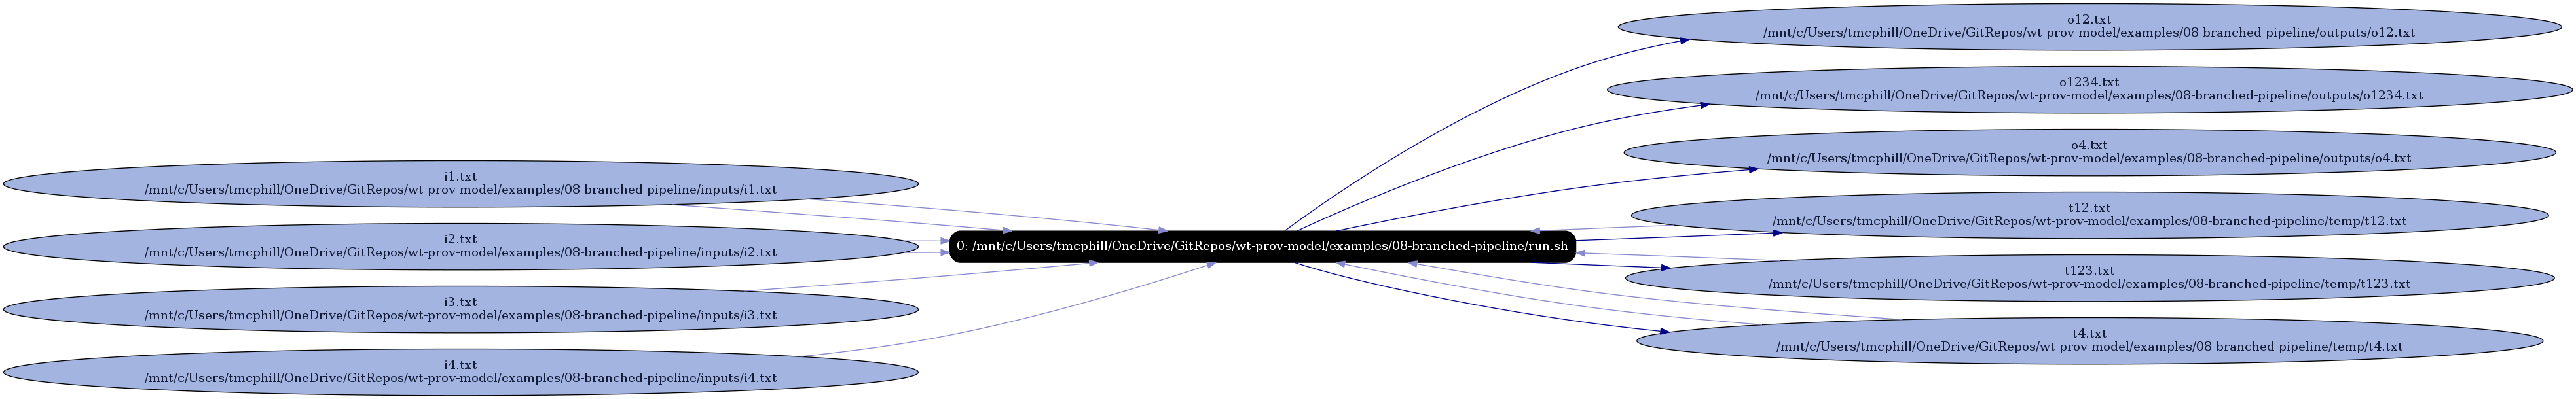 i1.txt
/mnt/c/Users/tmcphill/OneDrive/GitRepos/wt-prov-model/examples/08-branched-pipeline/inputs/i1.txt
i2.txt
/mnt/c/Users/tmcphill/OneDrive/GitRepos/wt-prov-model/examples/08-branched-pipeline/inputs/i2.txt
i3.txt
/mnt/c/Users/tmcphill/OneDrive/GitRepos/wt-prov-model/examples/08-branched-pipeline/inputs/i3.txt
i4.txt
/mnt/c/Users/tmcphill/OneDrive/GitRepos/wt-prov-model/examples/08-branched-pipeline/inputs/i4.txt
0: /mnt/c/Users/tmcphill/OneDrive/GitRepos/wt-prov-model/examples/08-branched-pipeline/run.sh
o12.txt
/mnt/c/Users/tmcphill/OneDrive/GitRepos/wt-prov-model/examples/08-branched-pipeline/outputs/o12.txt
o1234.txt
/mnt/c/Users/tmcphill/OneDrive/GitRepos/wt-prov-model/examples/08-branched-pipeline/outputs/o1234.txt
o4.txt
/mnt/c/Users/tmcphill/OneDrive/GitRepos/wt-prov-model/examples/08-branched-pipeline/outputs/o4.txt
t12.txt
/mnt/c/Users/tmcphill/OneDrive/GitRepos/wt-prov-model/examples/08-branched-pipeline/temp/t12.txt
t123.txt
/mnt/c/Users/tmcphill/OneDrive/GitRepos/wt-prov-model/examples/08-branched-pipeline/temp/t123.txt
t4.txt
/mnt/c/Users/tmcphill/OneDrive/GitRepos/wt-prov-model/examples/08-branched-pipeline/temp/t4.txt